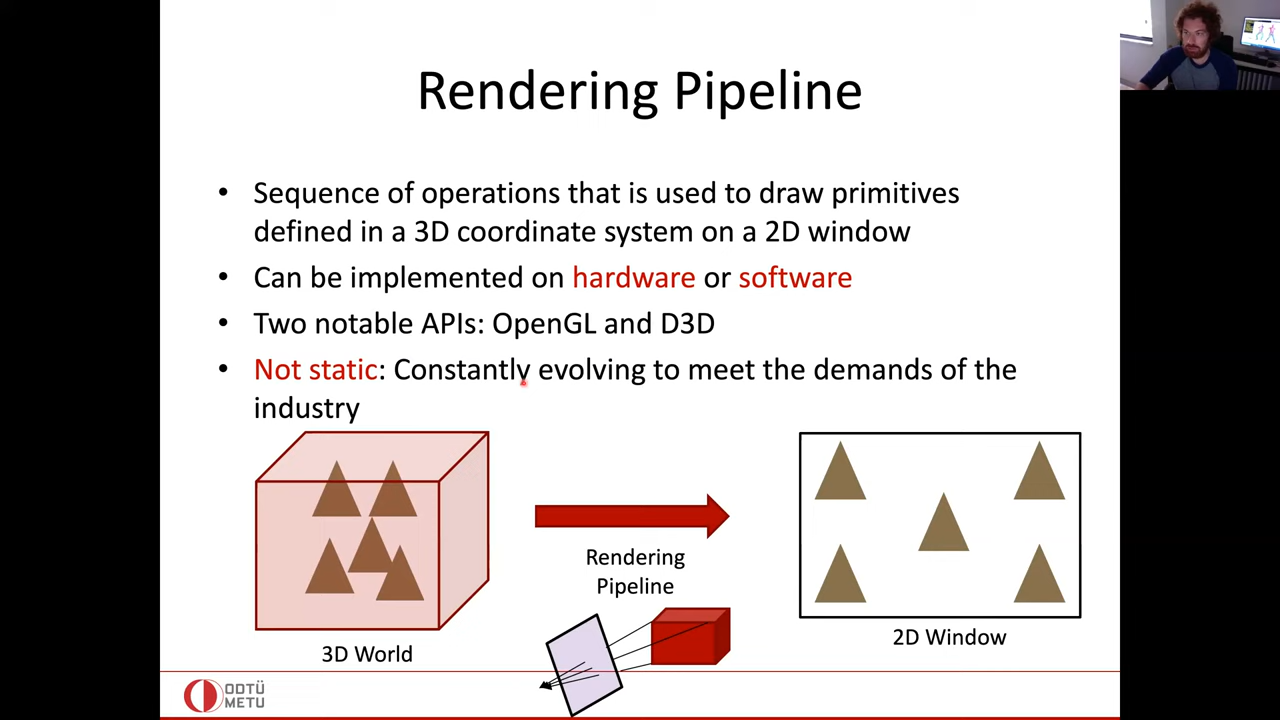 Rendering Pipeline
• Sequence of operations that is used to draw primitives
defined in a 3D coordinate system on a 2D window
• Can be implemented on hardware or software
• Two notable APIs: OpenGL and D3D
• Not static: Constantly evolving to meet the demands of the
industry
Rendering
Pipeline
3D World
2D Window
ODTÜ
METU